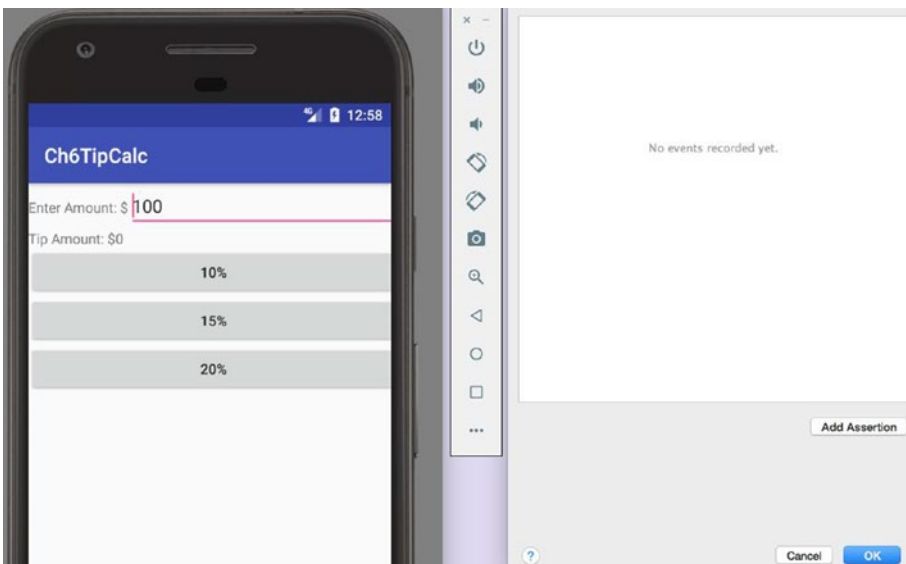 4G 12:58
Ch6TipCalc
Enter Amount: $ 100
Tip Amount: $0
10%
15%
20%
No events recorded yet.
Add Assertion
?
Cancel
OK